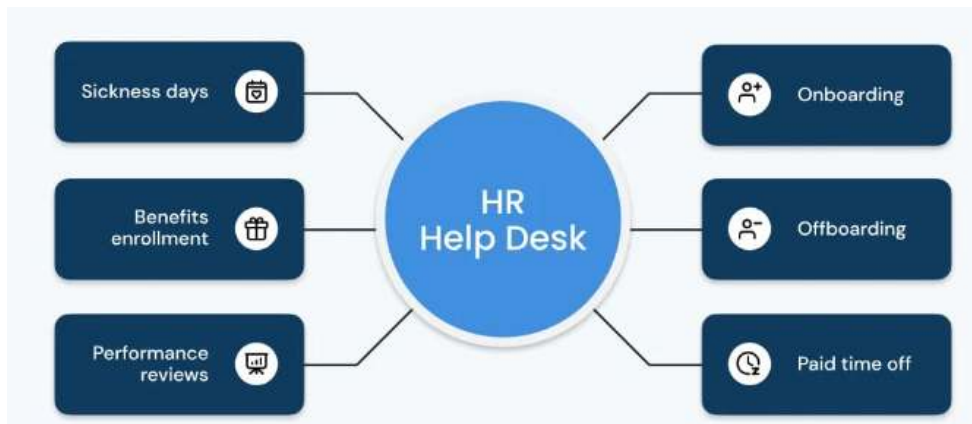 Sickness days
Benefits
enrollment
Performance
reviews
HR
Help Desk
Onboarding
Offboarding
Paid time off